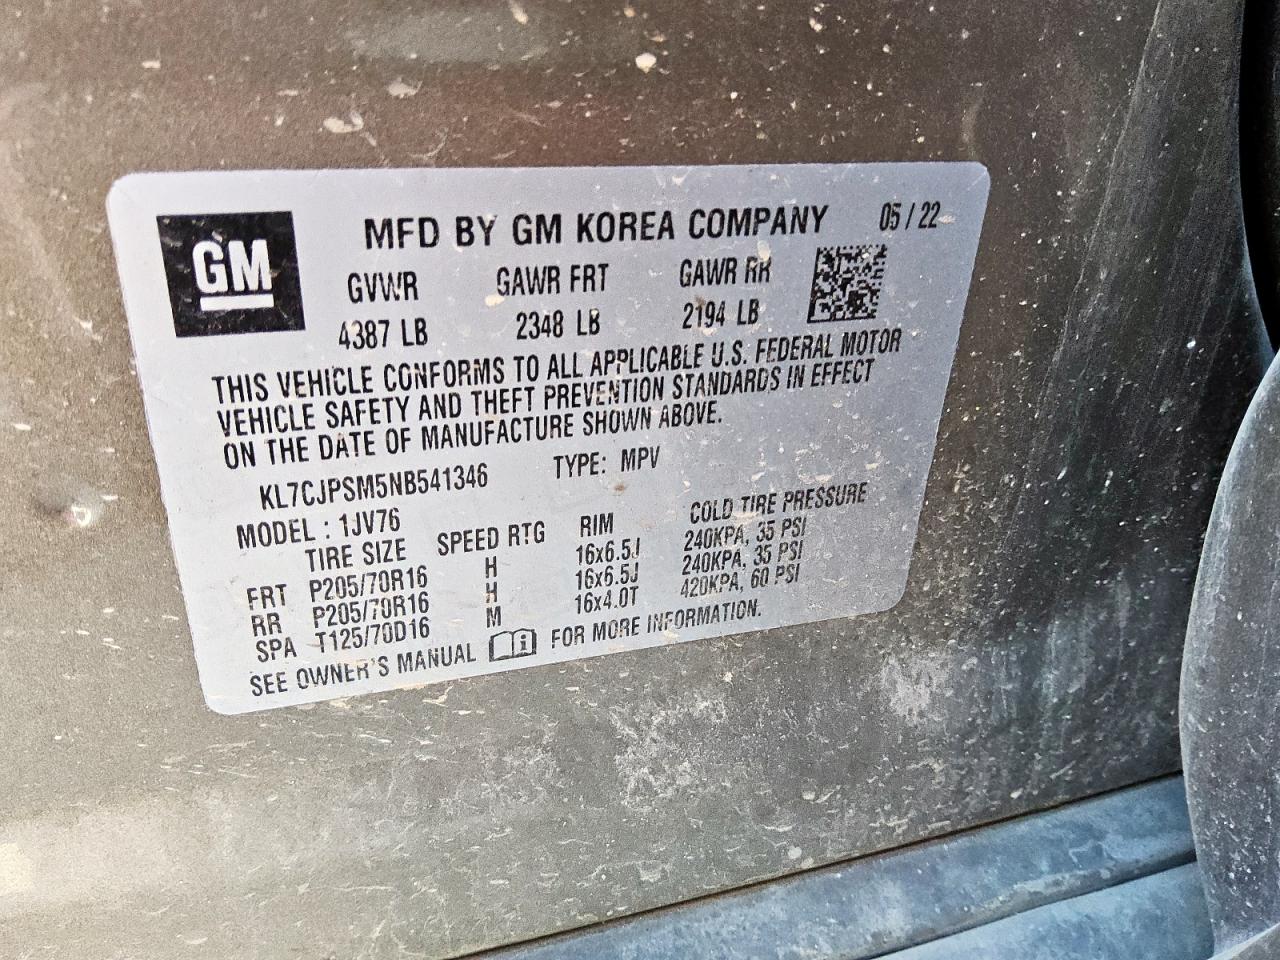 GM
MFD BY GM KOREA COMPANY 05/22
GVWR GAWR FRT GAWR RR
4387 LB 2348 LB 2194 LB
THIS VEHICLE CONFORMS TO ALL APPLICABLE U.S. FEDERAL MOTOR
VEHICLE SAFETY AND THEFT PREVENTION STANDARDS IN EFFECT
ON THE DATE OF MANUFACTURE SHOWN ABOVE.
KL7CJPSM5NB541346 TYPE: MPV
MODEL : 1JV76
TIRE SIZE SPEED RTG RIM COLD TIRE PRESSURE
FRT P205/70R16 H 16x6.5J 240KPA, 35 PSI
RR P205/70R16 H 16x6.5J 240KPA, 35 PSI
SPA T125/70D16 M 16x4.0T 420KPA, 60 PSI
SEE OWNER'S MANUAL i FOR MORE INFORMATION.